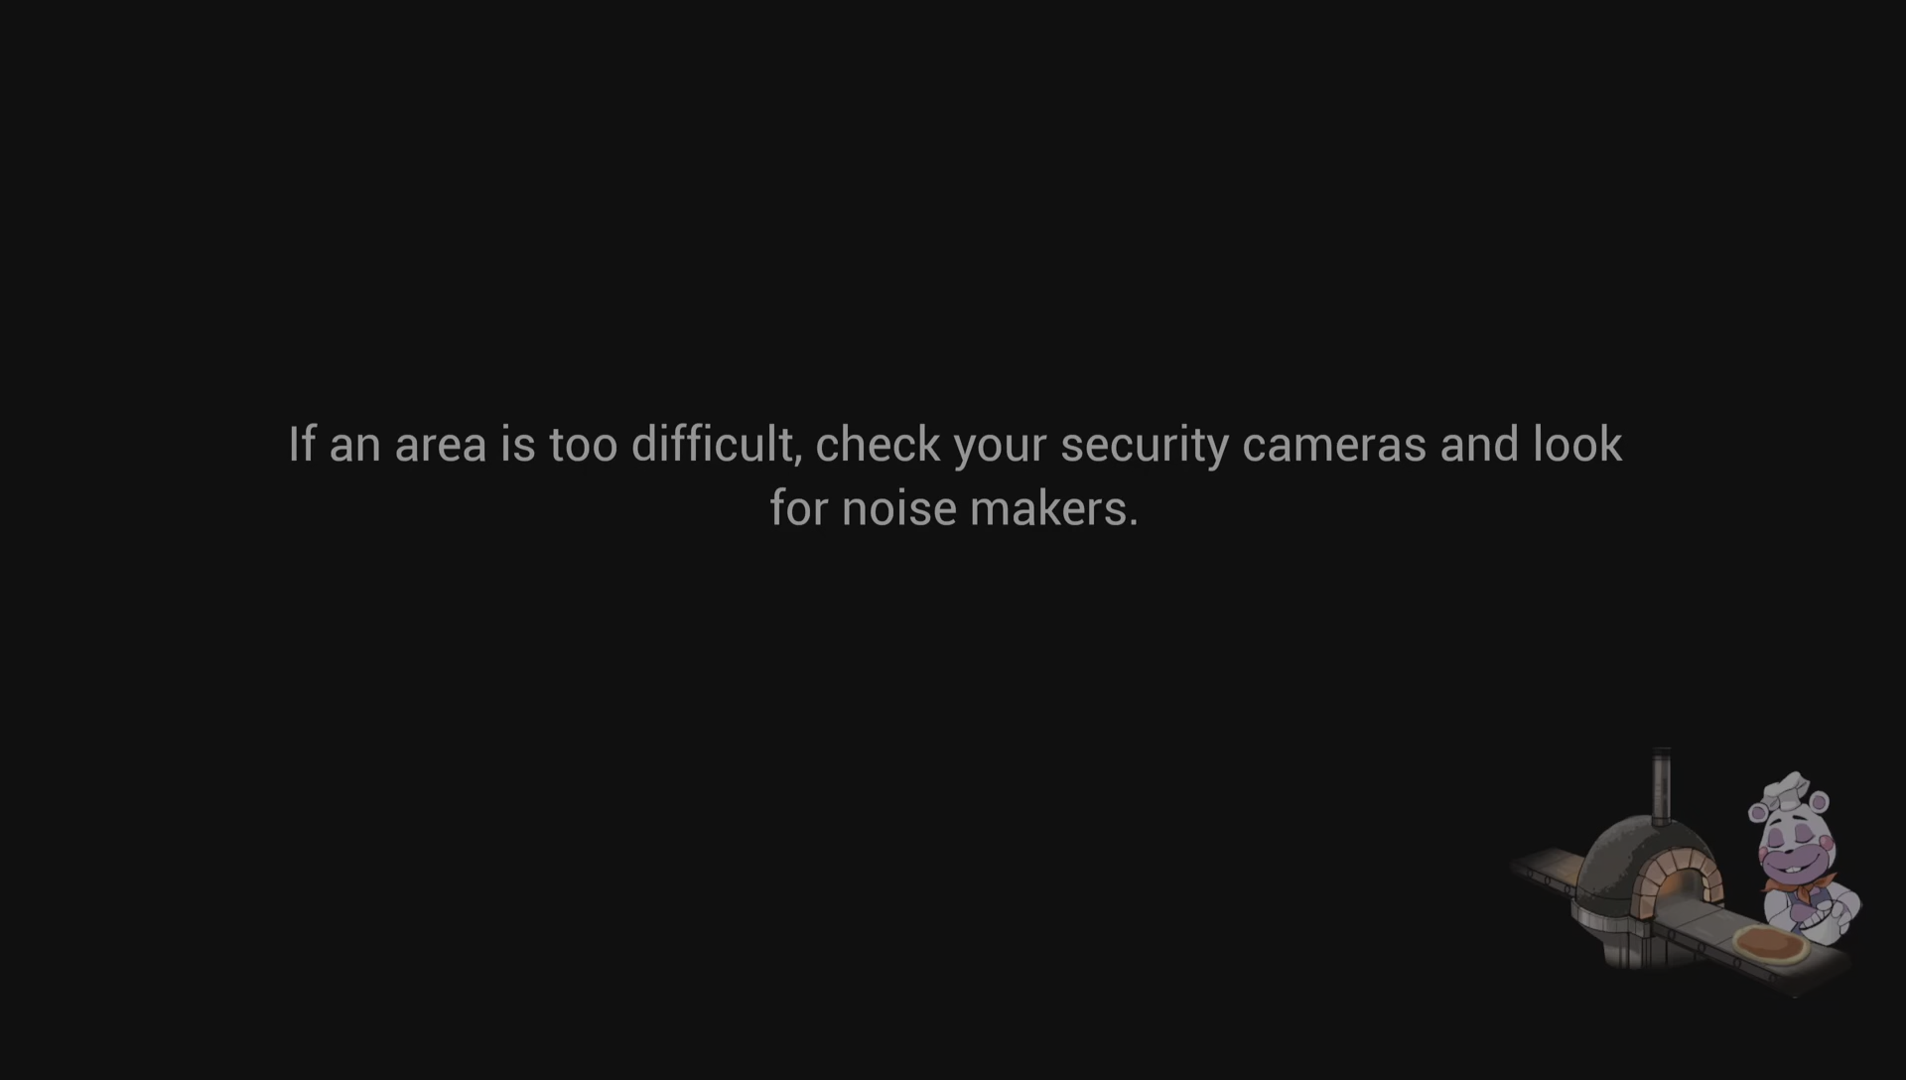 If an area is too difficult, check your security cameras and look
for noise makers.